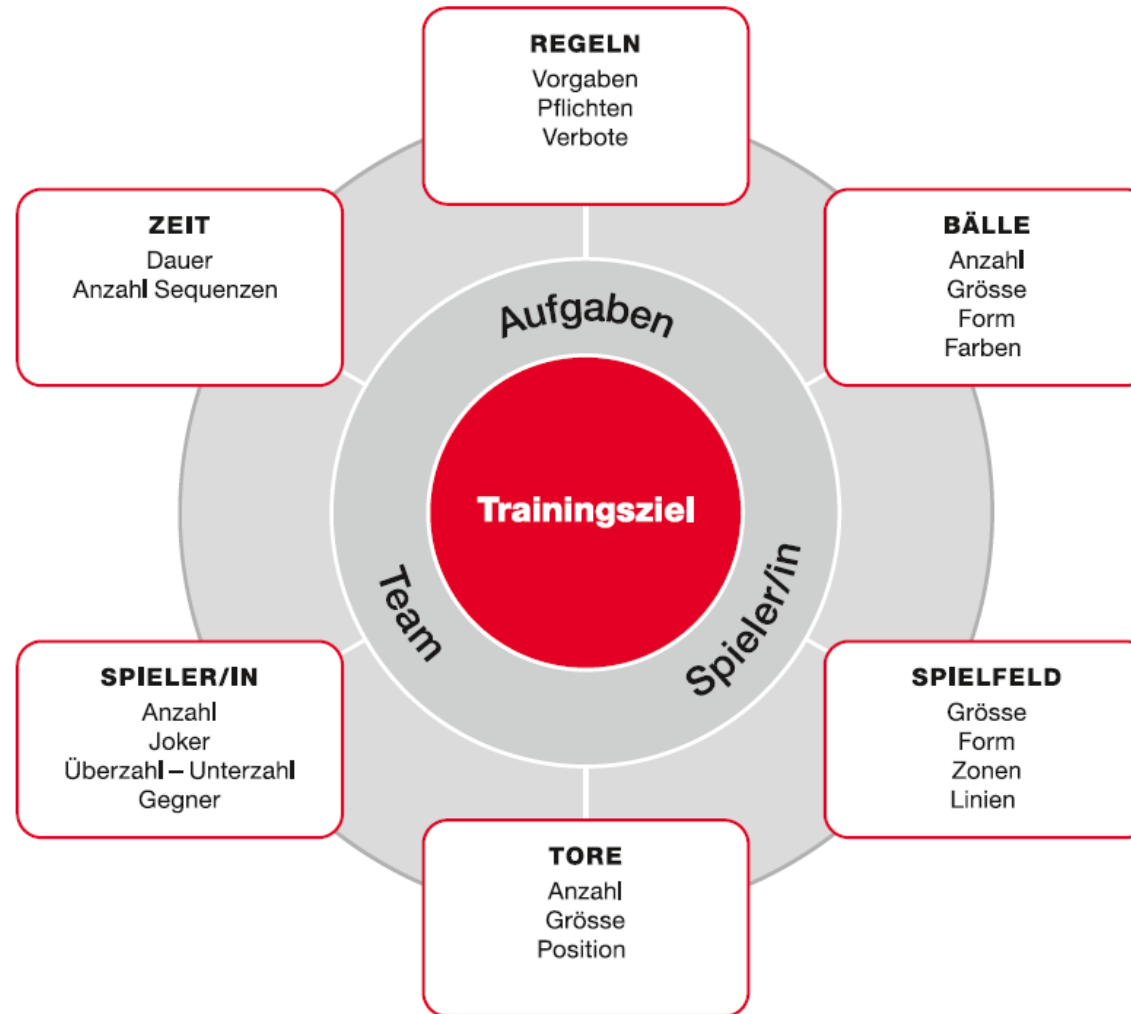 REGELN
Vorgaben
Pflichten
Verbote
ZEIT
Dauer
Anzahl Sequenzen
BÄLLE
Anzahl
Grösse
Form
Farben
Aufgaben
Trainingsziel
Team
Spieler/in
SPIELER/IN
Anzahl
Joker
Überzahl – Unterzahl
Gegner
SPIELFELD
Grösse
Form
Zonen
Linien
TORE
Anzahl
Grösse
Position